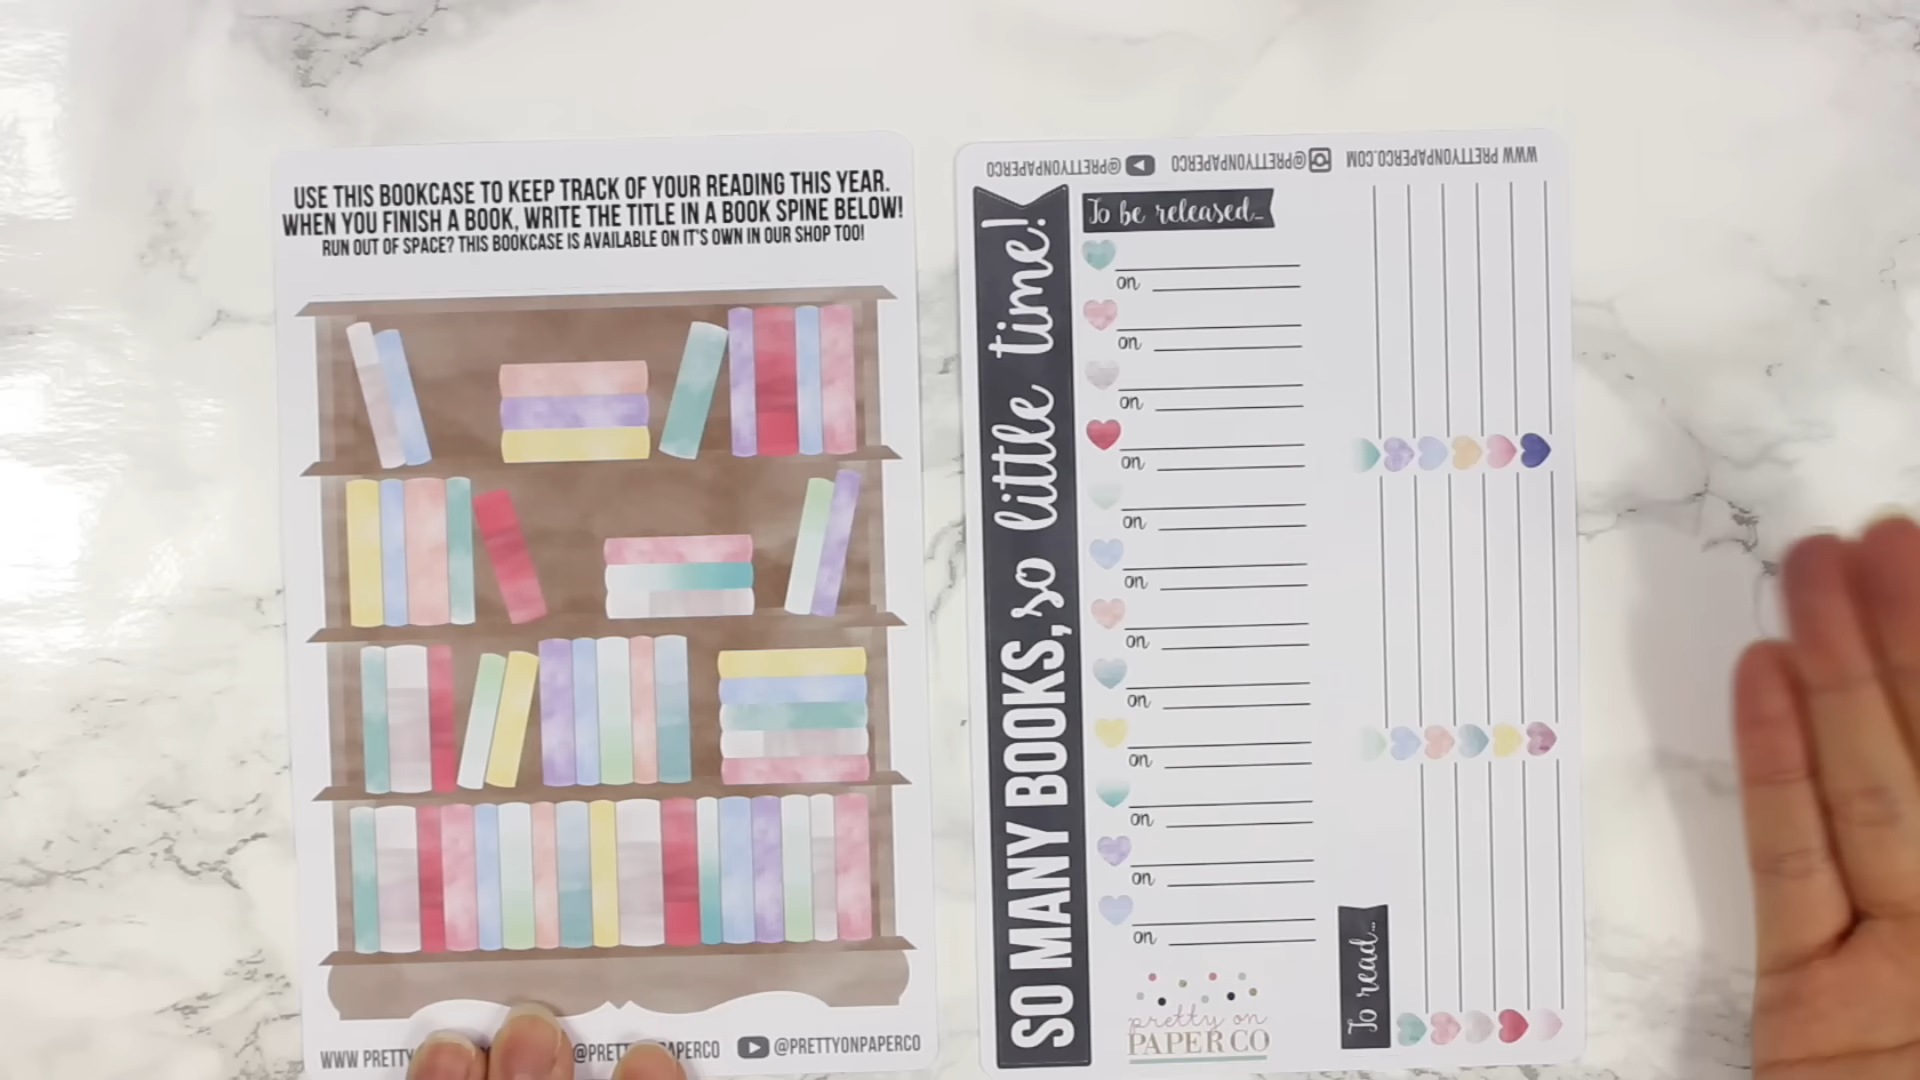 USE THIS BOOKCASE TO KEEP TRACK OF YOUR READING THIS YEAR.
WHEN YOU FINISH A BOOK, WRITE THE TITLE IN A BOOK SPINE BELOW!
RUN OUT OF SPACE? THIS BOOKCASE IS AVAILABLE ON IT'S OWN IN OUR SHOP TOO!
WWW PRETTY
@PRET PAPERCO
@PRETTYONPAPERCO
WWW PRETTYONPAPERCO.COM
@PRETTYONPAPERCO
@PRETTYONPAPERCO
SO MANY BOOKS, so little time!
To be released...
on
on
on
on
on
on
on
on
on
on
on
on
pretty on
PAPER CO
To read...